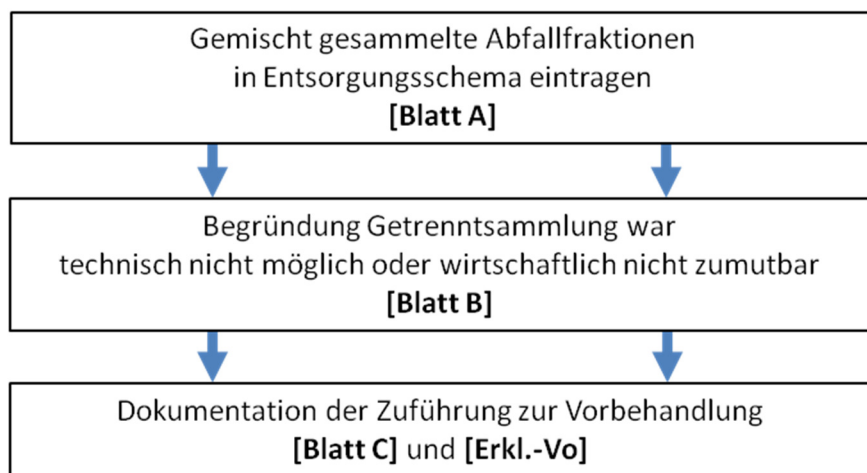 Gemischt gesammelte Abfallfraktionen
in Entsorgungsschema eintragen
[Blatt A]
Begründung Getrenntsammlung war
technisch nicht möglich oder wirtschaftlich nicht zumutbar
[Blatt B]
Dokumentation der Zuführung zur Vorbehandlung
[Blatt C] und [Erkl.-Vo]